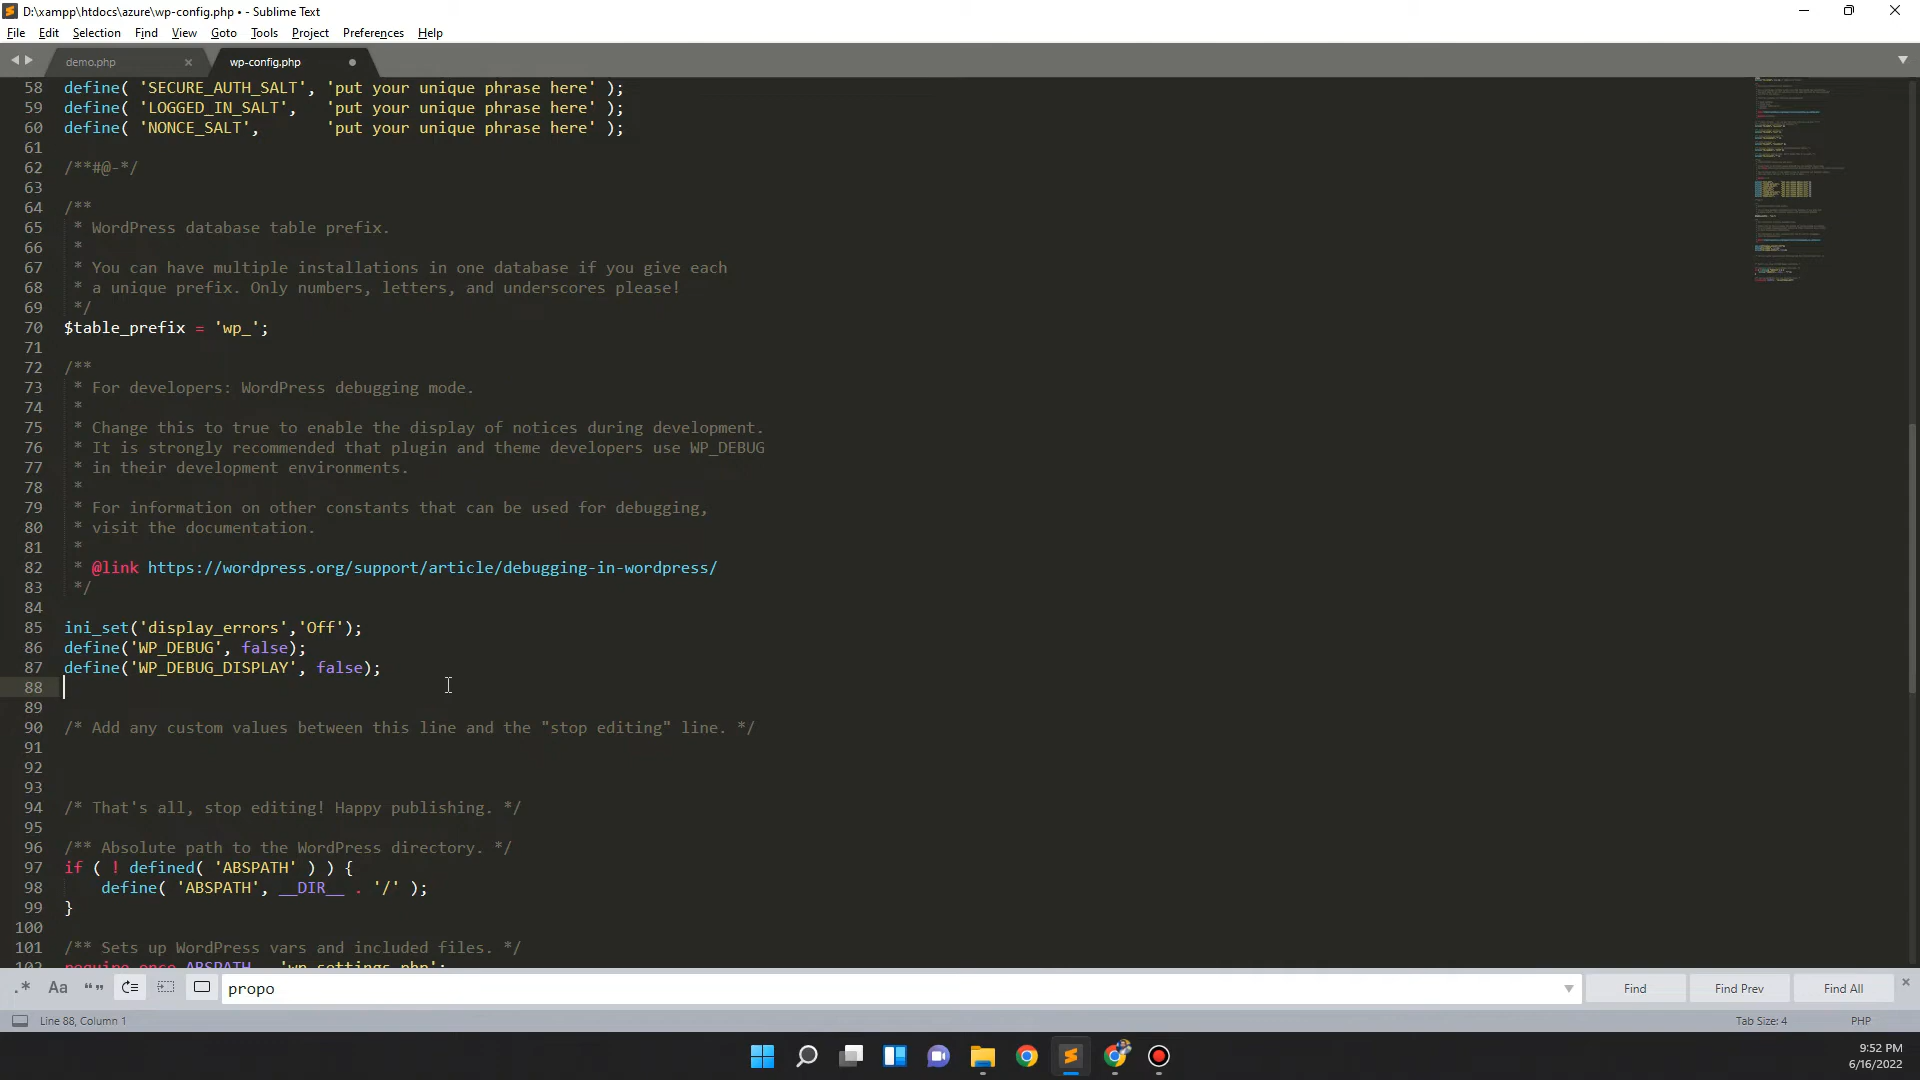 D:\xampp\htdocs\azure\wp-config.php • - Sublime Text
File Edit Selection Find View Goto Tools Project Preferences Help
demo.php wp-config.php
58 define( 'SECURE_AUTH_SALT', 'put your unique phrase here' );
59 define( 'LOGGED_IN_SALT',   'put your unique phrase here' );
60 define( 'NONCE_SALT',       'put your unique phrase here' );
61
62 /**#@-*/
63
64 /**
65  * WordPress database table prefix.
66  *
67  * You can have multiple installations in one database if you give each
68  * a unique prefix. Only numbers, letters, and underscores please!
69  */
70 $table_prefix = 'wp_';
71
72 /**
73  * For developers: WordPress debugging mode.
74  *
75  * Change this to true to enable the display of notices during development.
76  * It is strongly recommended that plugin and theme developers use WP_DEBUG
77  * in their development environments.
78  *
79  * For information on other constants that can be used for debugging,
80  * visit the documentation.
81  *
82  * @link https://wordpress.org/support/article/debugging-in-wordpress/
83  */
84
85 ini_set('display_errors','Off');
86 define('WP_DEBUG', false);
87 define('WP_DEBUG_DISPLAY', false);
88
89
90 /* Add any custom values between this line and the "stop editing" line. */
91
92
93
94 /* That's all, stop editing! Happy publishing. */
95
96 /** Absolute path to the WordPress directory. */
97 if ( ! defined( 'ABSPATH' ) ) {
98     define( 'ABSPATH', __DIR__ . '/' );
99 }
100
101 /** Sets up WordPress vars and included files. */
102 require_once ABSPATH . 'wp-settings.php';
.* Aa “” propo Find Find Prev Find All
Line 88, Column 1 Tab Size: 4 PHP
9:52 PM
6/16/2022